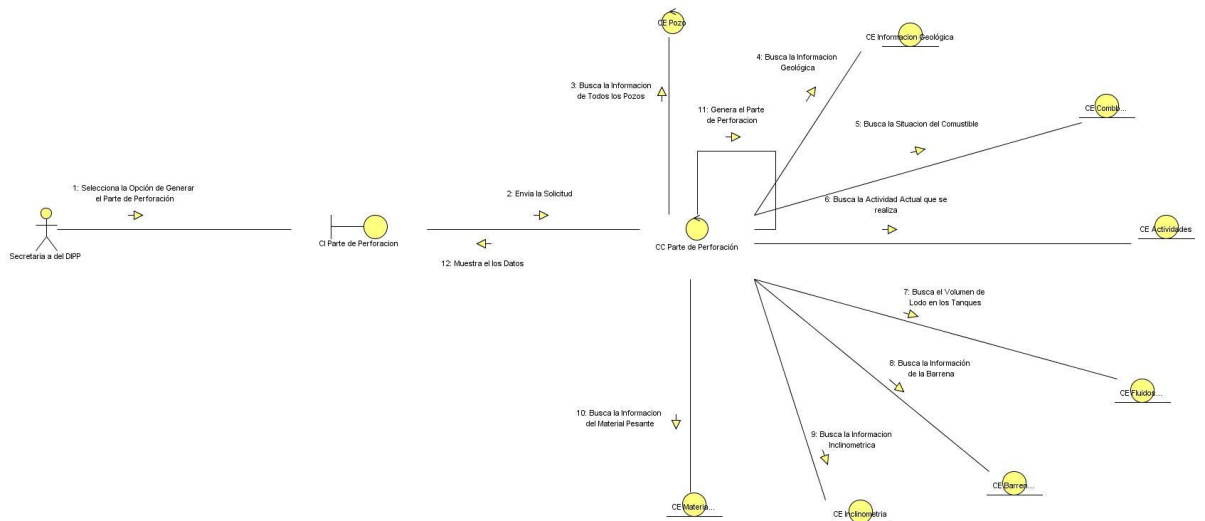 CE Pozo
CE Informacion Geológica
4: Busca la Informacion
Geológica
3: Busca la Informacion
de Todos los Pozos
11: Genera el Parte
de Perforacion
CE Combb...
5: Busca la Situacion del Comustible
1: Selecciona la Opción de Generar
el Parte de Perforación
2: Envia la Solicitud
6: Busca la Actividad Actual que se
realiza
CE Actividades
CI Parte de Perforacion
CC Parte de Perforación
Secretaria a del DIPP
12: Muestra el los Datos
7: Busca el Volumen de
Lodo en los Tanques
8: Busca la Información
de la Barrena
CE Fluidos...
10: Busca la Informacion
del Material Pesante
9: Busca la Informacion
Inclinometrica
CE Barren...
CE Materia...
CE Inclinometria